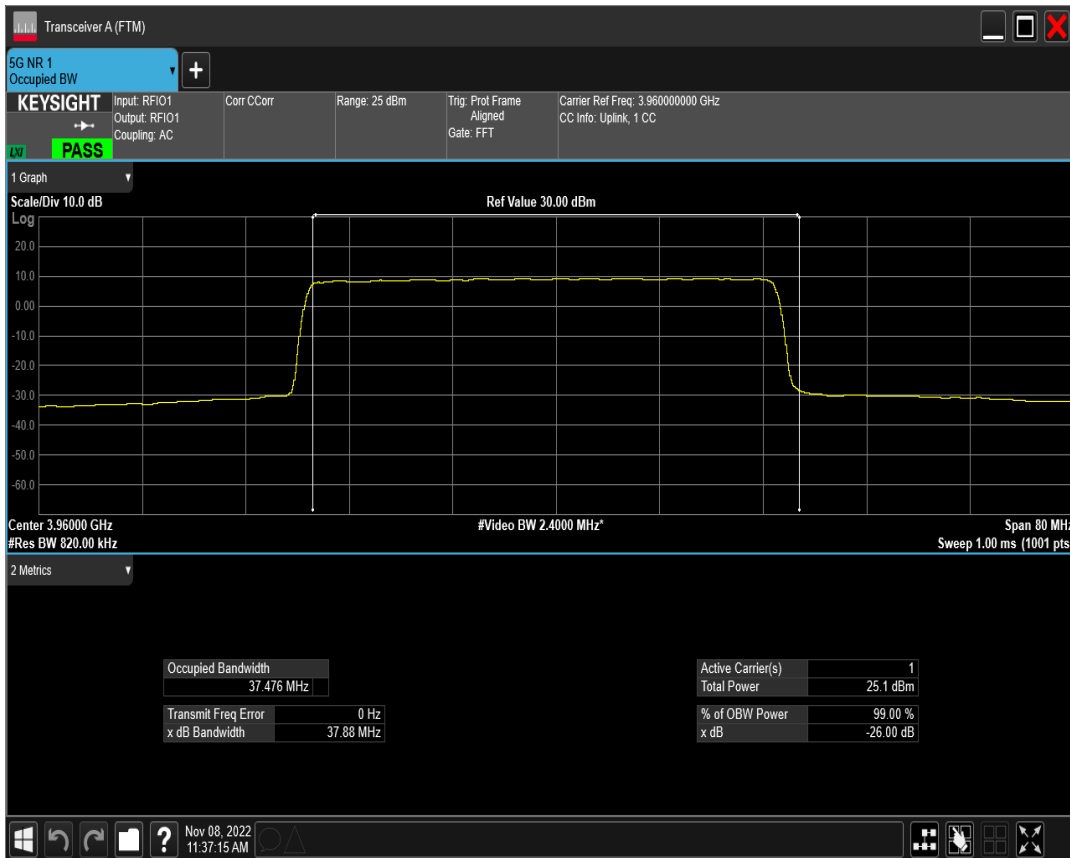 Transceiver A (FTM)
5G NR 1
Occupied BW
+
KEYSIGHT
LXI
PASS
Input: RFIO1
Output: RFIO1
Coupling: AC
Corr CCorr
Range: 25 dBm
Trig: Prot Frame
Aligned
Gate: FFT
Carrier Ref Freq: 3.960000000 GHz
CC Info: Uplink, 1 CC
1 Graph
Scale/Div 10.0 dB
Ref Value 30.00 dBm
Log
20.0
10.0
0.00
-10.0
-20.0
-30.0
-40.0
-50.0
-60.0
Center 3.96000 GHz
#Video BW 2.4000 MHz*
Span 80 MHz
#Res BW 820.00 kHz
Sweep 1.00 ms (1001 pts
2 Metrics
Occupied Bandwidth
37.476 MHz
Transmit Freq Error 0 Hz
x dB Bandwidth 37.88 MHz
Active Carrier(s) 1
Total Power 25.1 dBm
% of OBW Power 99.00 %
x dB -26.00 dB
?
Nov 08, 2022
11:37:15 AM